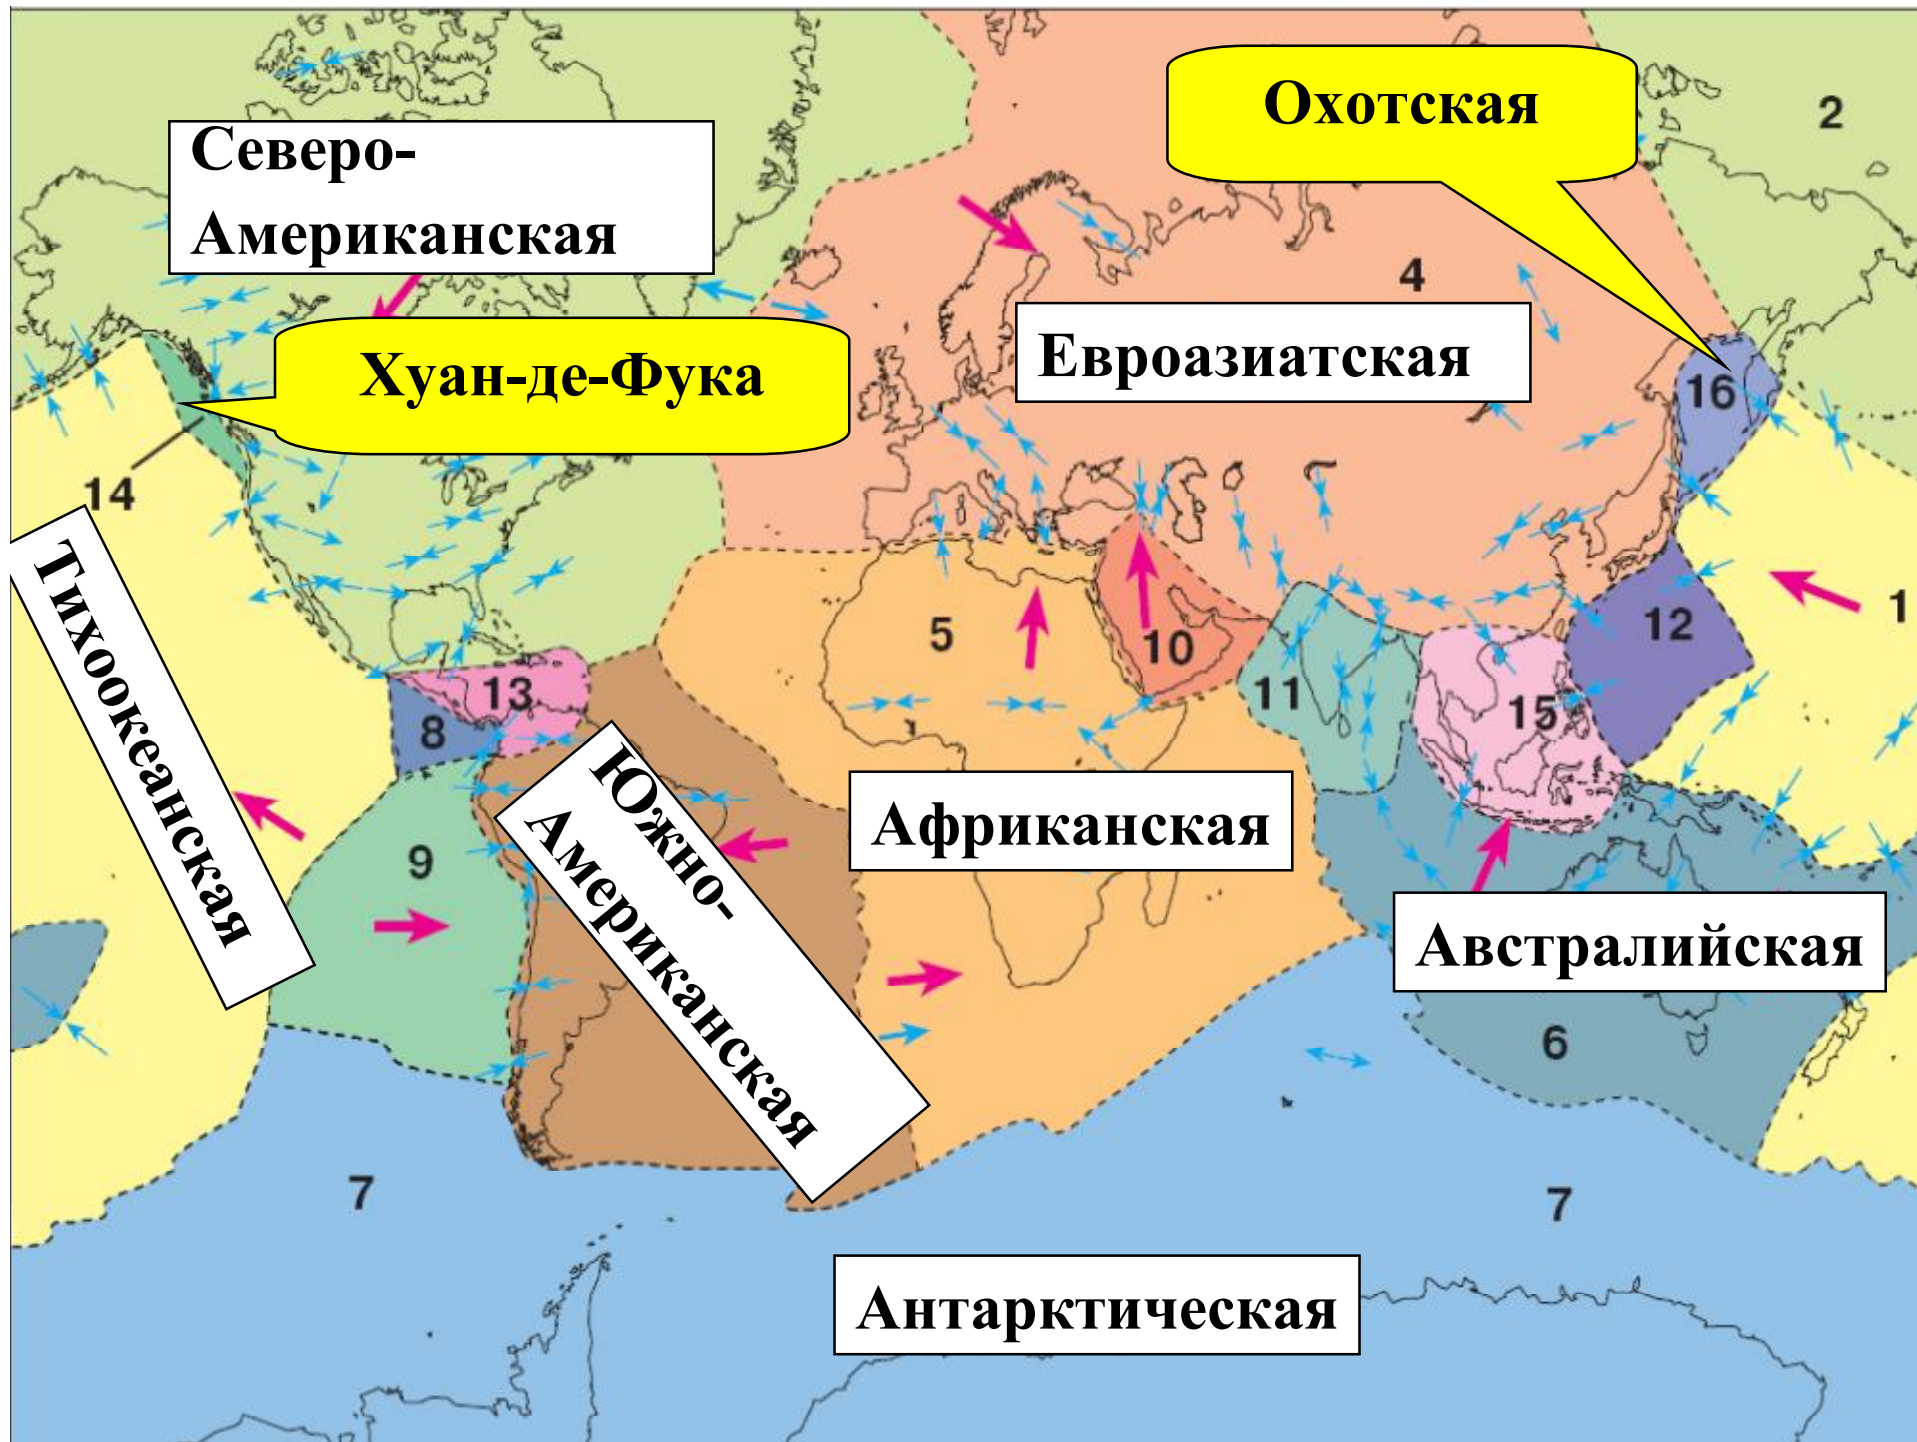 Охотская
2
Северо-
Американская
4
Евроазиатская
Хуан-де-Фука
16
14
Тихоокеанская
1
5
12
10
11
13
15
8
Южно-
Американская
Африканская
9
Австралийская
6
7
7
Антарктическая